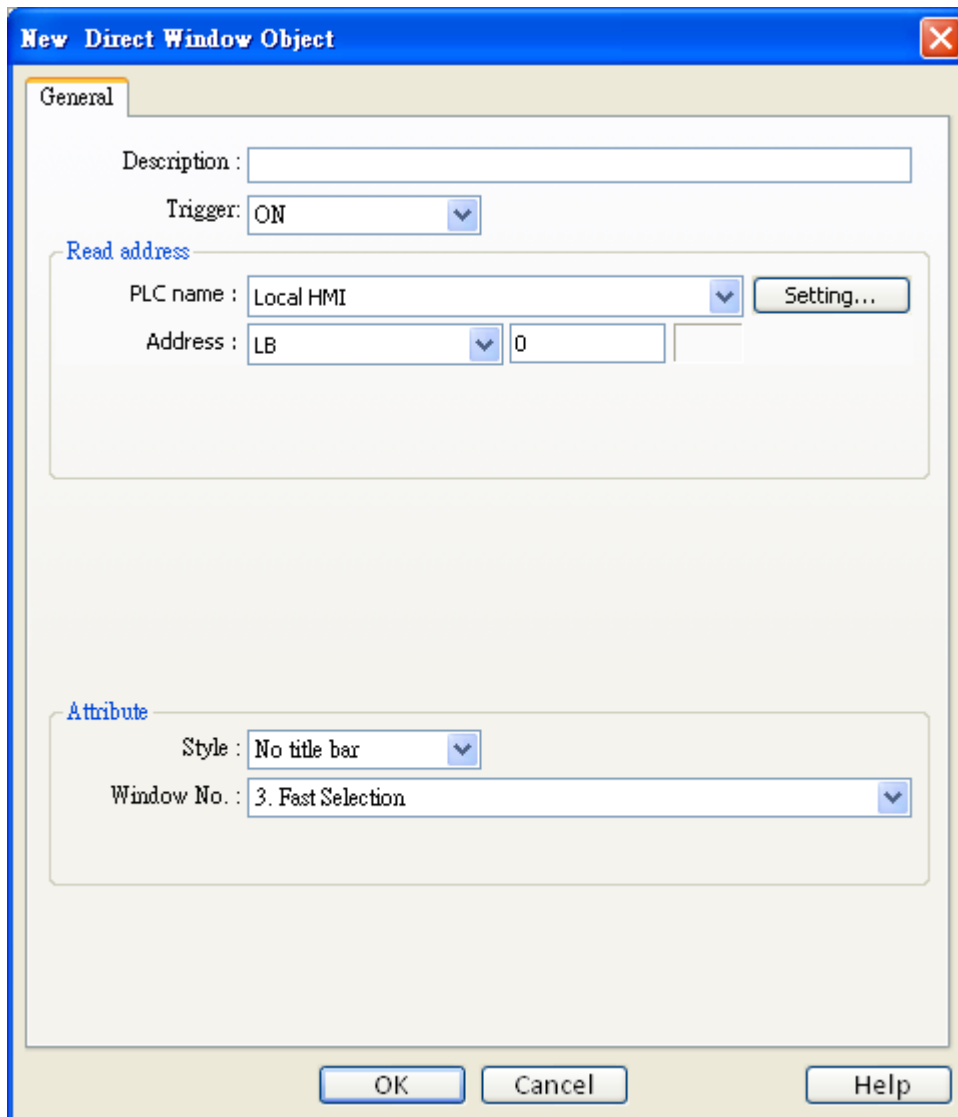 New Direct Window Object
General
Description :
Trigger: ON
Read address
PLC name : Local HMI Setting...
Address : LB 0
Attribute
Style : No title bar
Window No. : 3. Fast Selection
OK Cancel Help